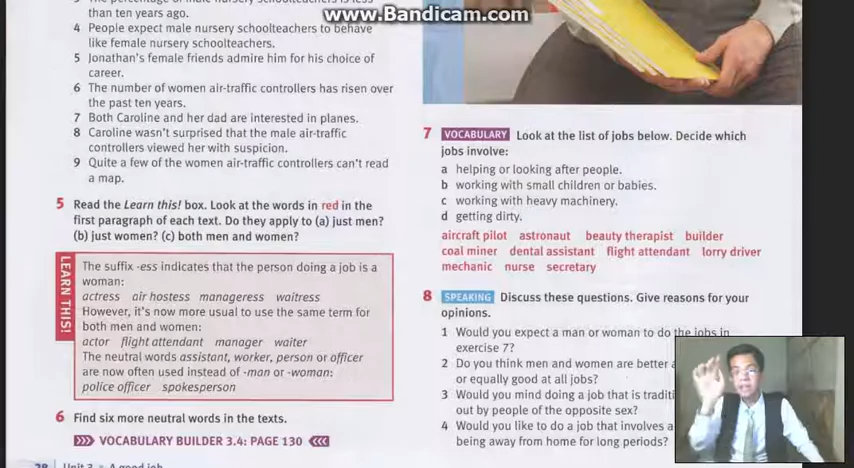 www.Bandicam.com
3 The percentage of male nursery schoolteachers is less
than ten years ago.
4 People expect male nursery schoolteachers to behave
like female nursery schoolteachers.
5 Jonathan's female friends admire him for his choice of
career.
6 The number of women air-traffic controllers has risen over
the past ten years.
7 Both Caroline and her dad are interested in planes.
8 Caroline wasn't surprised that the male air-traffic
controllers viewed her with suspicion.
9 Quite a few of the women air-traffic controllers can't read
a map.
5 Read the Learn this! box. Look at the words in red in the
first paragraph of each text. Do they apply to (a) just men?
(b) just women? (c) both men and women?
LEARN THIS!
The suffix -ess indicates that the person doing a job is a
woman:
actress air hostess manageress waitress
However, it's now more usual to use the same term for
both men and women:
actor flight attendant manager waiter
The neutral words assistant, worker, person or officer
are now often used instead of -man or -woman:
police officer spokesperson
6 Find six more neutral words in the texts.
VOCABULARY BUILDER 3.4: PAGE 130
28 Unit 3 • A good job
7 VOCABULARY Look at the list of jobs below. Decide which
jobs involve:
a helping or looking after people.
b working with small children or babies.
c working with heavy machinery.
d getting dirty.
aircraft pilot astronaut beauty therapist builder
coal miner dental assistant flight attendant lorry driver
mechanic nurse secretary
8 SPEAKING Discuss these questions. Give reasons for your
opinions.
1 Would you expect a man or woman to do the jobs in
exercise 7?
2 Do you think men and women are better
or equally good at all jobs?
3 Would you mind doing a job that is traditi
out by people of the opposite sex?
4 Would you like to do a job that involves a
being away from home for long periods?